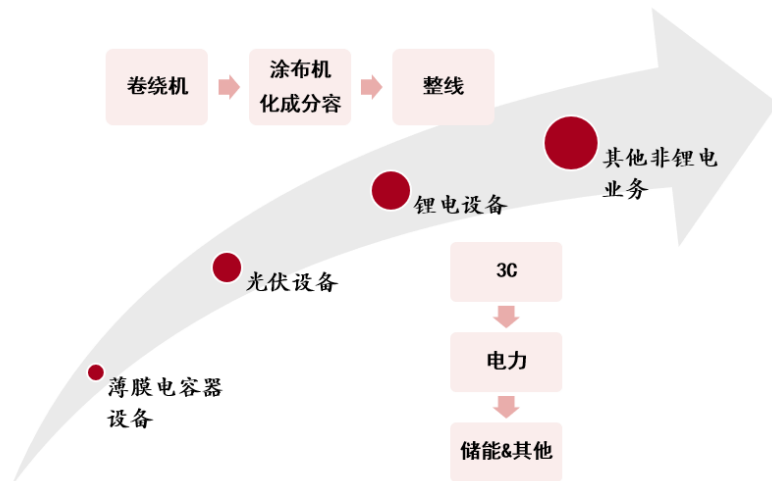 卷绕机
涂布机
化成分容
整线
其他非锂电
业务
锂电设备
光伏设备
3C
电力
薄膜电容器
设备
储能&其他